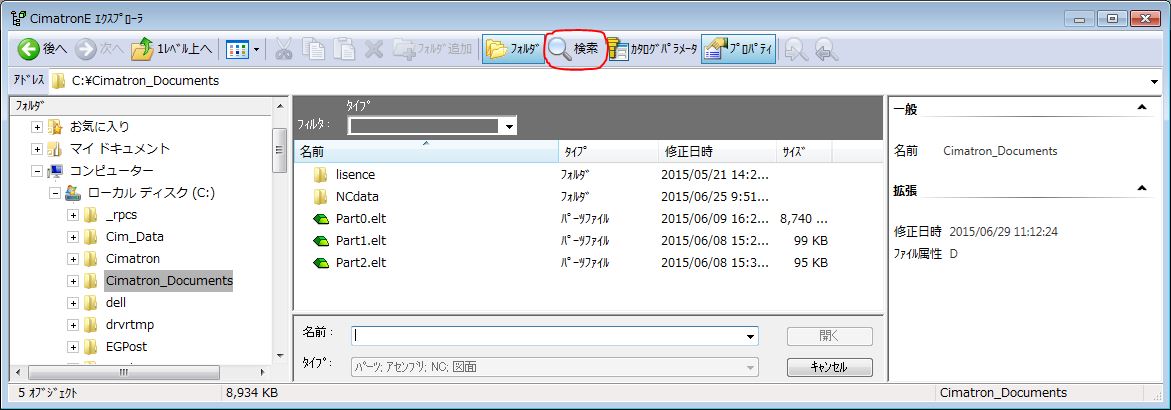 CimatronE ｴｸｽﾌﾟﾛｰﾗ
後へ 次へ 1ﾚﾍﾞﾙ上へ ﾌｫﾙﾀﾞ追加 ﾌｫﾙﾀﾞ 検索 ｶﾀﾛｸﾞﾊﾟﾗﾒｰﾀ ﾌﾟﾛﾊﾟﾃｨ
ｱﾄﾞﾚｽ C:¥Cimatron_Documents
ﾌｫﾙﾀﾞ
お気に入り
マイ ドキュメント
コンピューター
ローカル ディスク (C:)
_rpcs
Cim_Data
Cimatron
Cimatron_Documents
dell
drvrtmp
EGPost
ﾀｲﾌﾟ
ﾌｨﾙﾀ :
名前 ﾀｲﾌﾟ 修正日時 ｻｲｽﾞ
lisence ﾌｫﾙﾀﾞ 2015/05/21 14:2...
NCdata ﾌｫﾙﾀﾞ 2015/06/25 9:51...
Part0.elt ﾊﾟｰﾂﾌｧｲﾙ 2015/06/09 16:2... 8,740 ...
Part1.elt ﾊﾟｰﾂﾌｧｲﾙ 2015/06/08 15:2... 99 KB
Part2.elt ﾊﾟｰﾂﾌｧｲﾙ 2015/06/08 15:3... 95 KB
名前 : 開く
ﾀｲﾌﾟ: ﾊﾟｰﾂ; ｱｾﾝﾌﾞﾘ; NC; 図面 ｷｬﾝｾﾙ
一般
名前 Cimatron_Documents
拡張
修正日時 2015/06/29 11:12:24
ﾌｧｲﾙ属性 D
5 ｵﾌﾞｼﾞｪｸﾄ 8,934 KB Cimatron_Documents